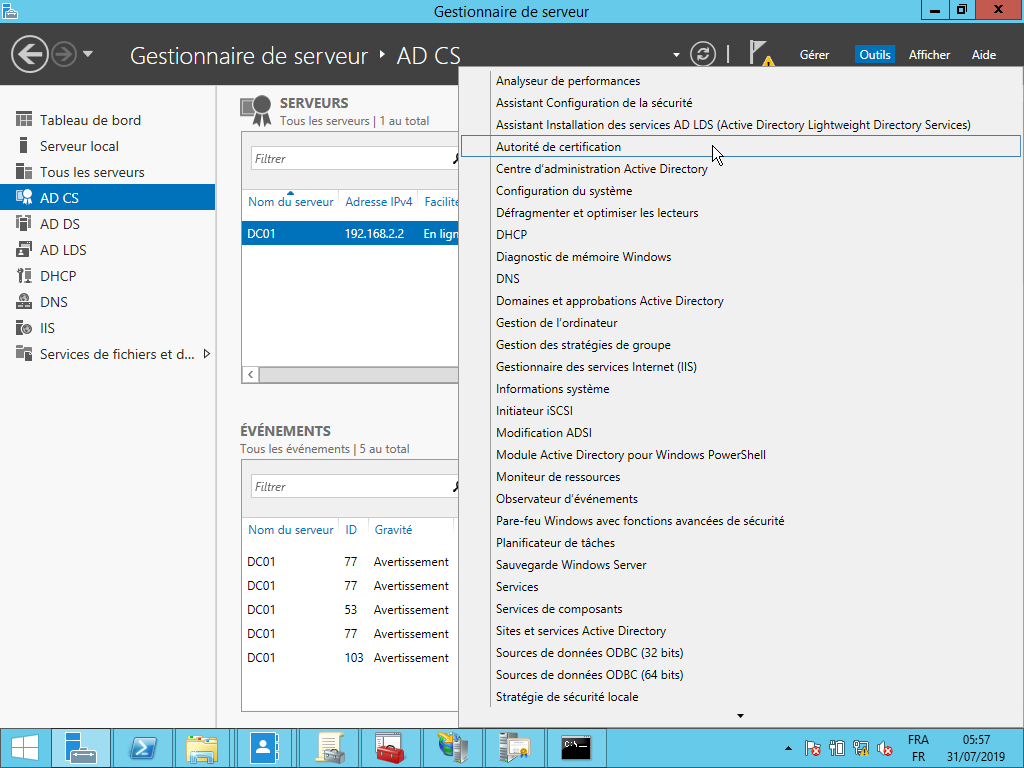 Gestionnaire de serveur
Gestionnaire de serveur ‣ AD CS
Gérer Outils Afficher Aide
Tableau de bord
Serveur local
Tous les serveurs
AD CS
AD DS
AD LDS
DHCP
DNS
IIS
Services de fichiers et d...
SERVEURS
Tous les serveurs | 1 au total
Filtrer
Nom du serveur Adresse IPv4 Facilité
DC01 192.168.2.2 En lign
ÉVÉNEMENTS
Tous les événements | 5 au total
Filtrer
Nom du serveur ID Gravité
DC01 77 Avertissement
DC01 77 Avertissement
DC01 53 Avertissement
DC01 77 Avertissement
DC01 103 Avertissement
Analyseur de performances
Assistant Configuration de la sécurité
Assistant Installation des services AD LDS (Active Directory Lightweight Directory Services)
Autorité de certification
Centre d'administration Active Directory
Configuration du système
Défragmenter et optimiser les lecteurs
DHCP
Diagnostic de mémoire Windows
DNS
Domaines et approbations Active Directory
Gestion de l'ordinateur
Gestion des stratégies de groupe
Gestionnaire des services Internet (IIS)
Informations système
Initiateur iSCSI
Modification ADSI
Module Active Directory pour Windows PowerShell
Moniteur de ressources
Observateur d'événements
Pare-feu Windows avec fonctions avancées de sécurité
Planificateur de tâches
Sauvegarde Windows Server
Services
Services de composants
Sites et services Active Directory
Sources de données ODBC (32 bits)
Sources de données ODBC (64 bits)
Stratégie de sécurité locale
FRA
FR
05:57
31/07/2019